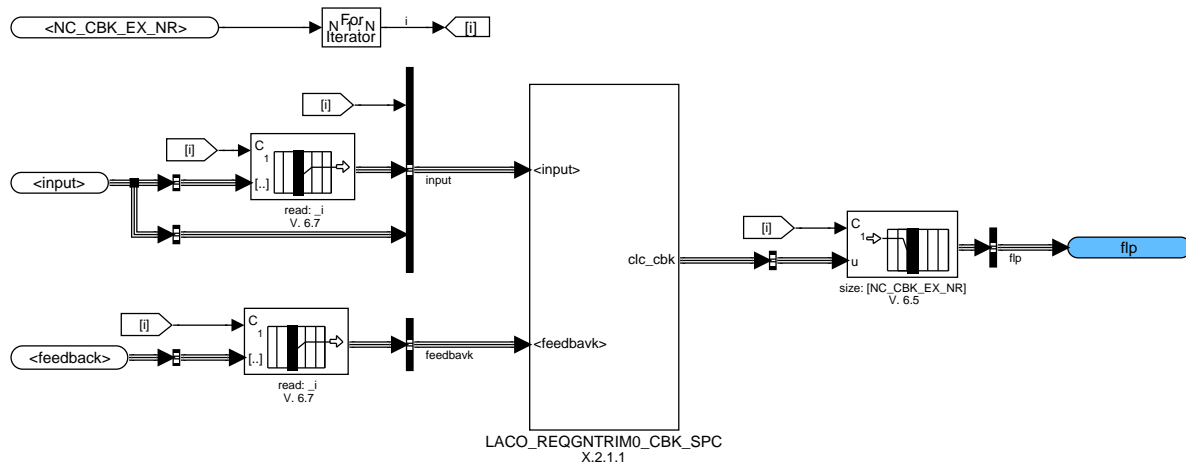 <NC_CBK_EX_NR>
For
N 1 . N
Iterator
i
[i]
[i]
[i]
C
1
[..]
read: _i
V. 6.7
<input>
input
<input>
[i]
C
1
[..]
read: _i
V. 6.7
<feedback>
feedbavk
<feedbavk>
clc_cbk
LACO_REQGNTRIM0_CBK_SPC
X.2.1.1
[i]
C
1
u
size: [NC_CBK_EX_NR]
V. 6.5
flp
flp